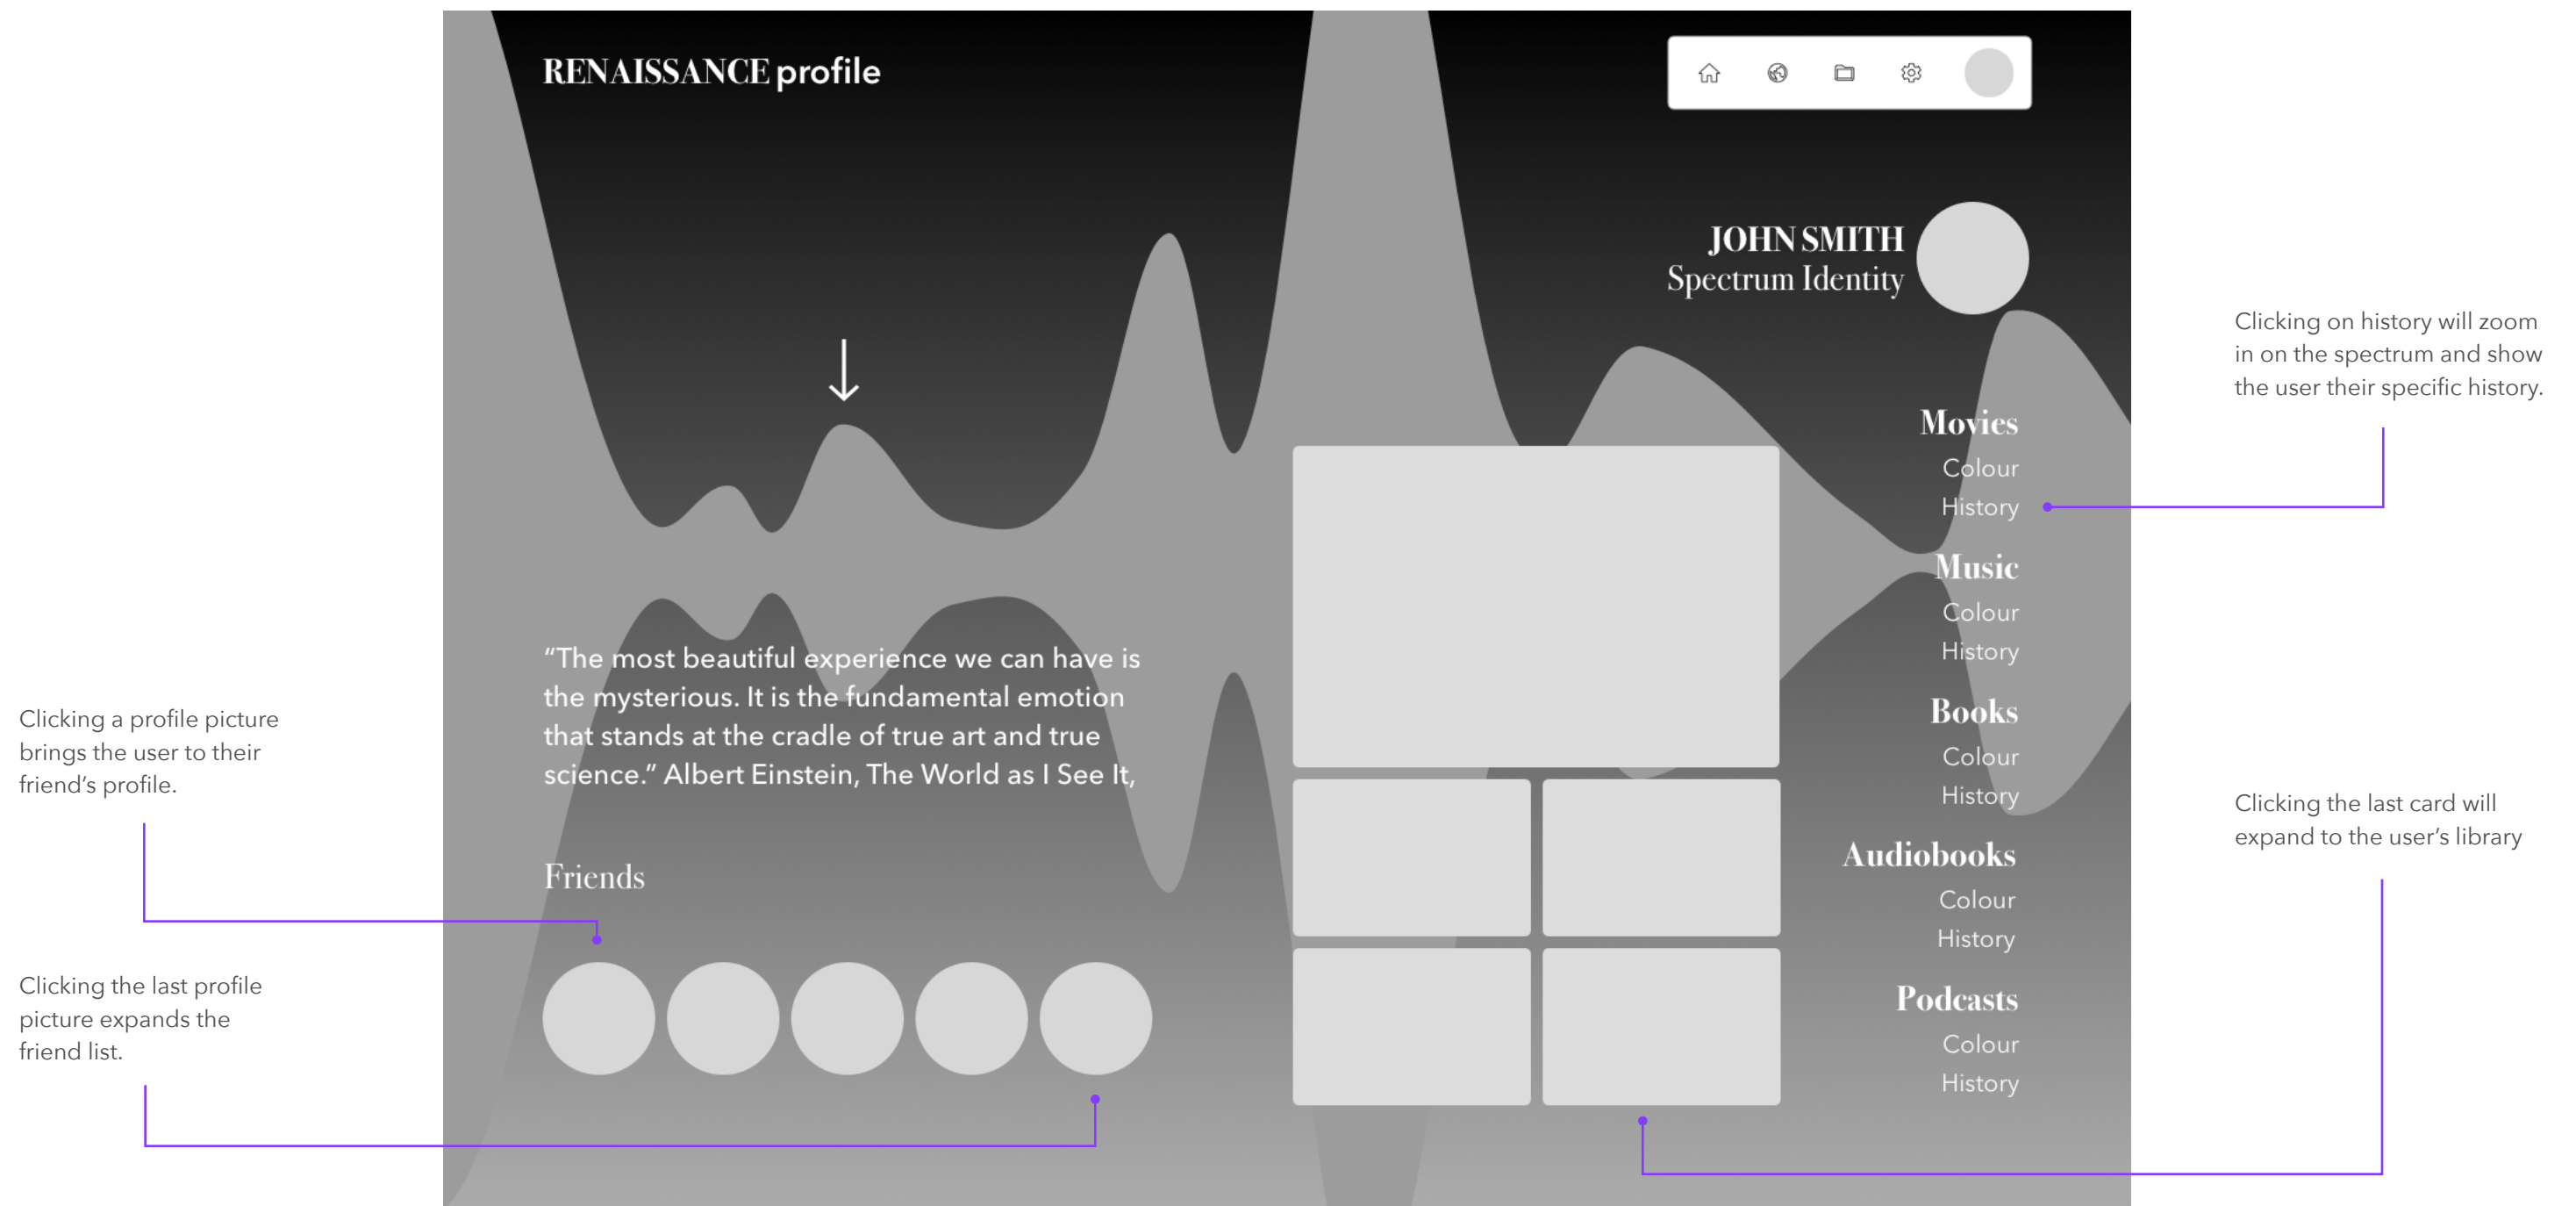 RENAISSANCE profile
JOHN SMITH
Spectrum Identity
Clicking on history will zoom
in on the spectrum and show
the user their specific history.
Movies
Colour
History
Music
Colour
History
“The most beautiful experience we can have is
the mysterious. It is the fundamental emotion
that stands at the cradle of true art and true
science.” Albert Einstein, The World as I See It,
Books
Colour
History
Clicking a profile picture
brings the user to their
friend’s profile.
Clicking the last card will
expand to the user’s library
Friends
Audiobooks
Colour
History
Clicking the last profile
picture expands the
friend list.
Podcasts
Colour
History